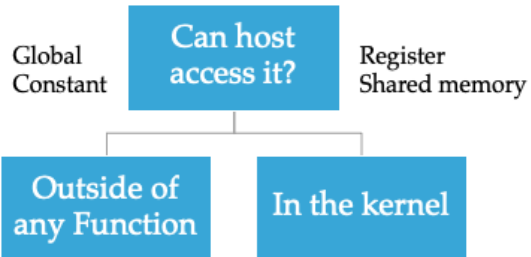 Global
Constant
Can host
access it?
Register
Shared memory
Outside of
any Function
In the kernel